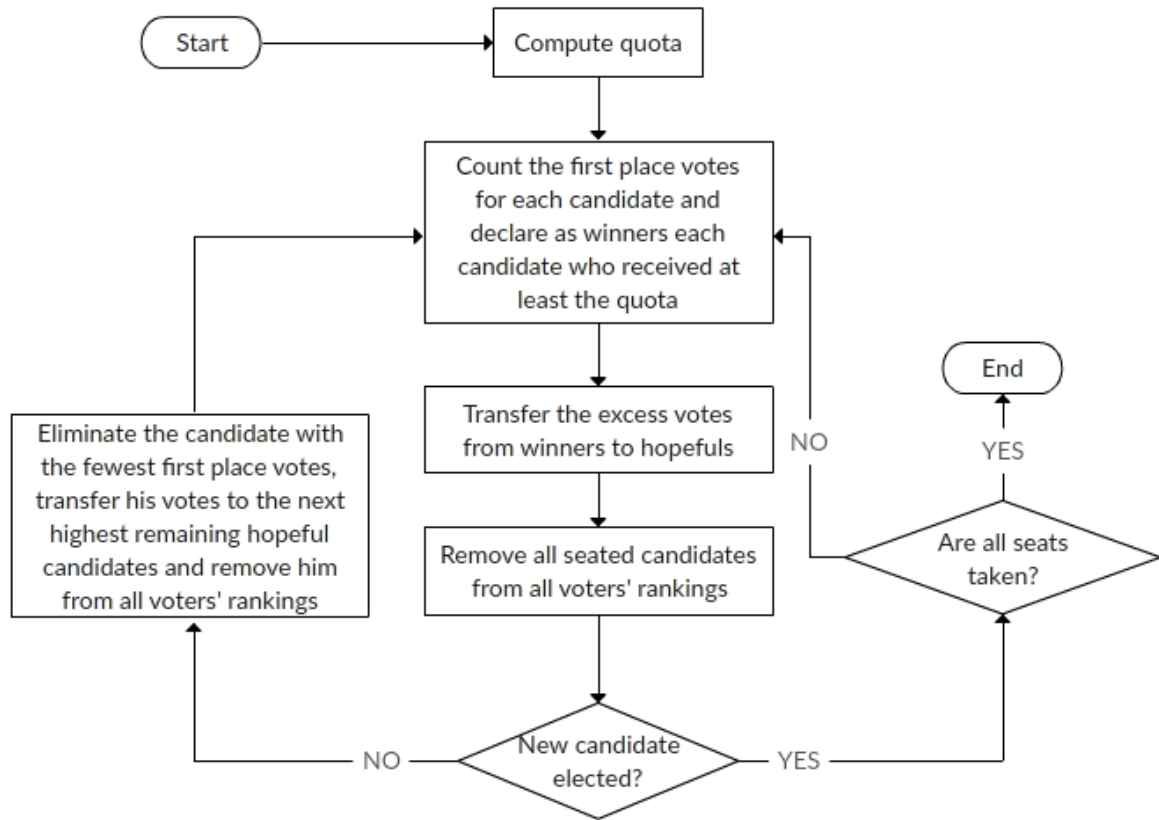 Start
Compute quota
Count the first place votes
for each candidate and
declare as winners each
candidate who received at
least the quota
Transfer the excess votes
from winners to hopefuls
Remove all seated candidates
from all voters' rankings
New candidate
elected?
NO
YES
Eliminate the candidate with
the fewest first place votes,
transfer his votes to the next
highest remaining hopeful
candidates and remove him
from all voters' rankings
Are all seats
taken?
NO
YES
End